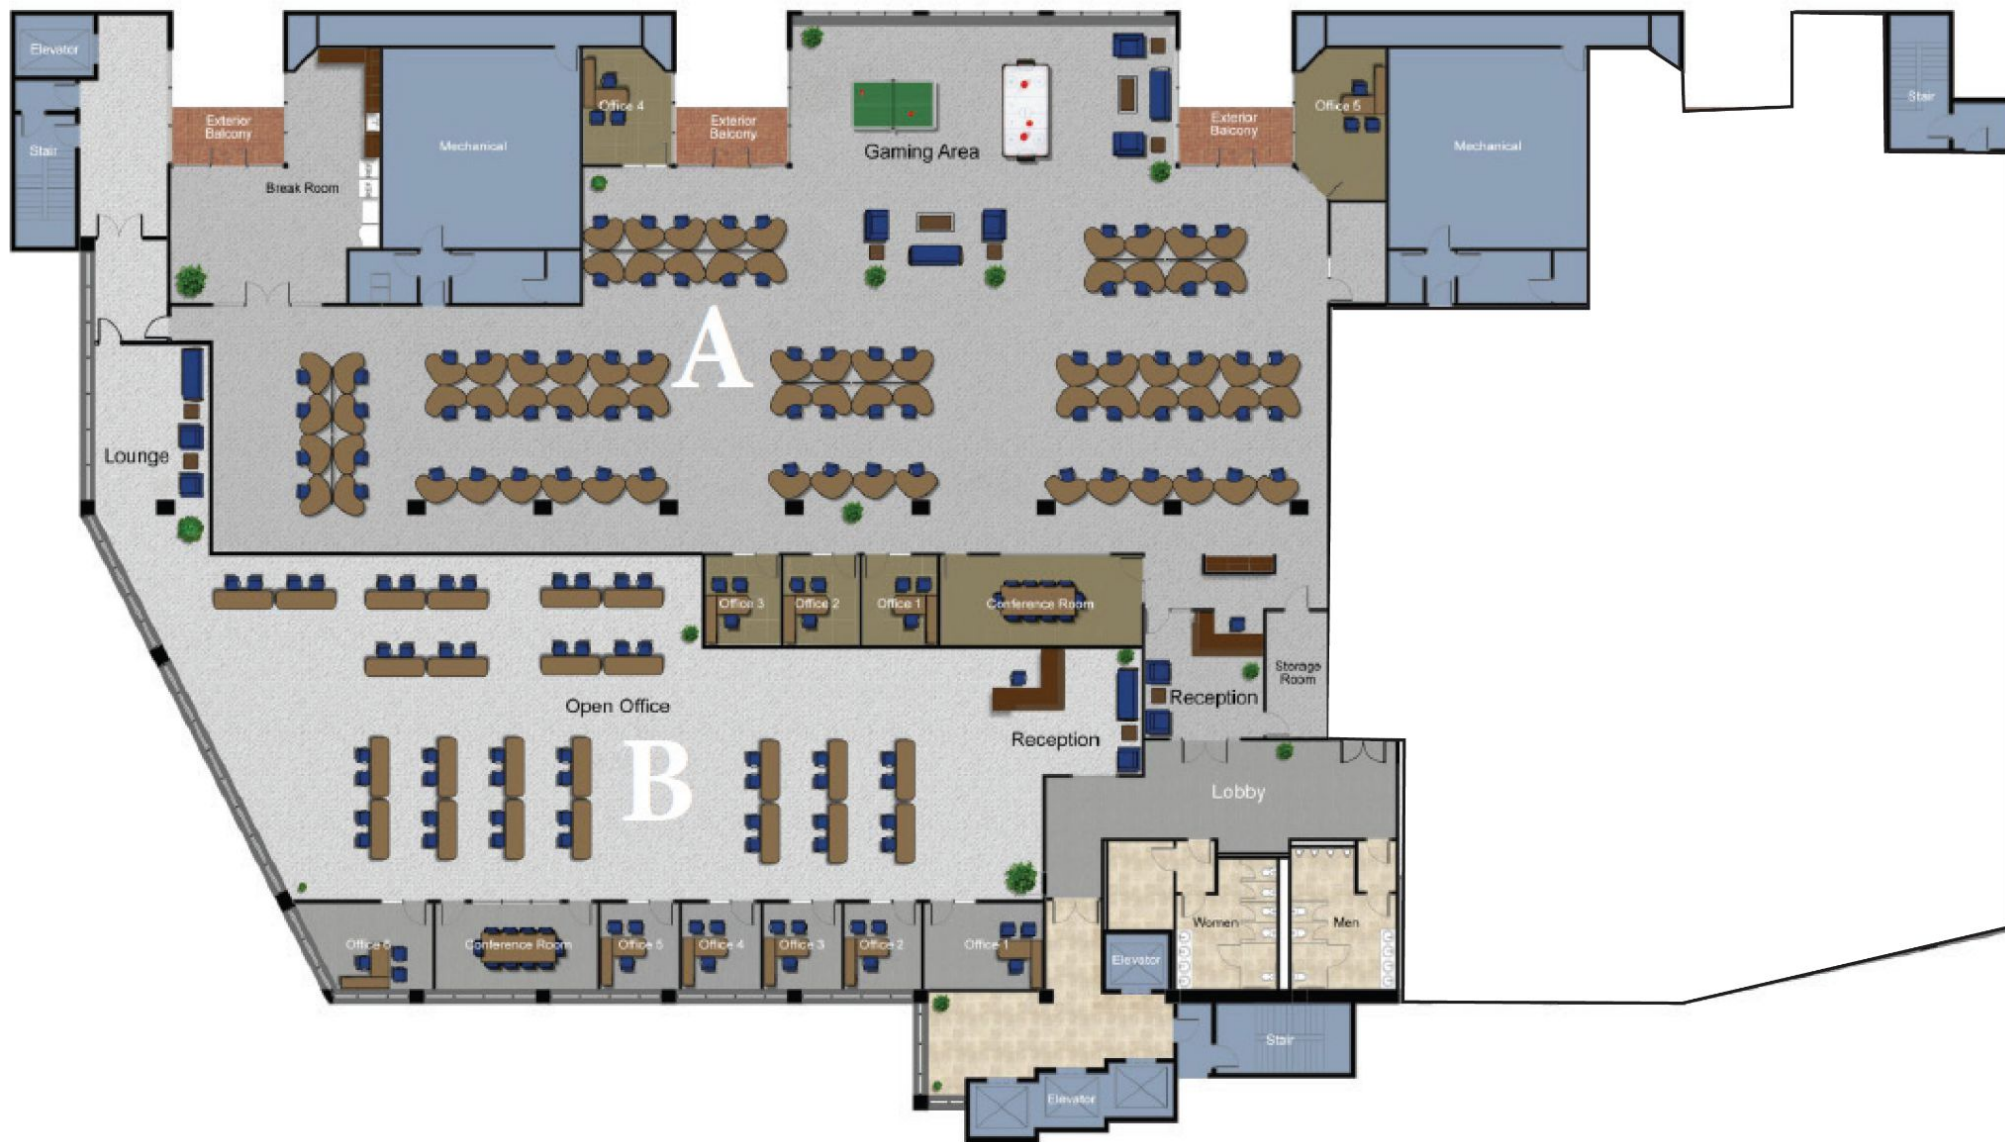 Elevator
Stair
Exterior
Balcony
Break Room
Mechanical
Office 4
Exterior
Balcony
Gaming Area
Exterior
Balcony
Office 5
Mechanical
Stair
A
Lounge
Office 3
Office 2
Office 1
Conference Room
Storage
Room
Reception
Open Office
Reception
B
Lobby
Women
Men
Office 6
Conference Room
Office 5
Office 4
Office 3
Office 2
Office 1
Elevator
Stair
Elevator